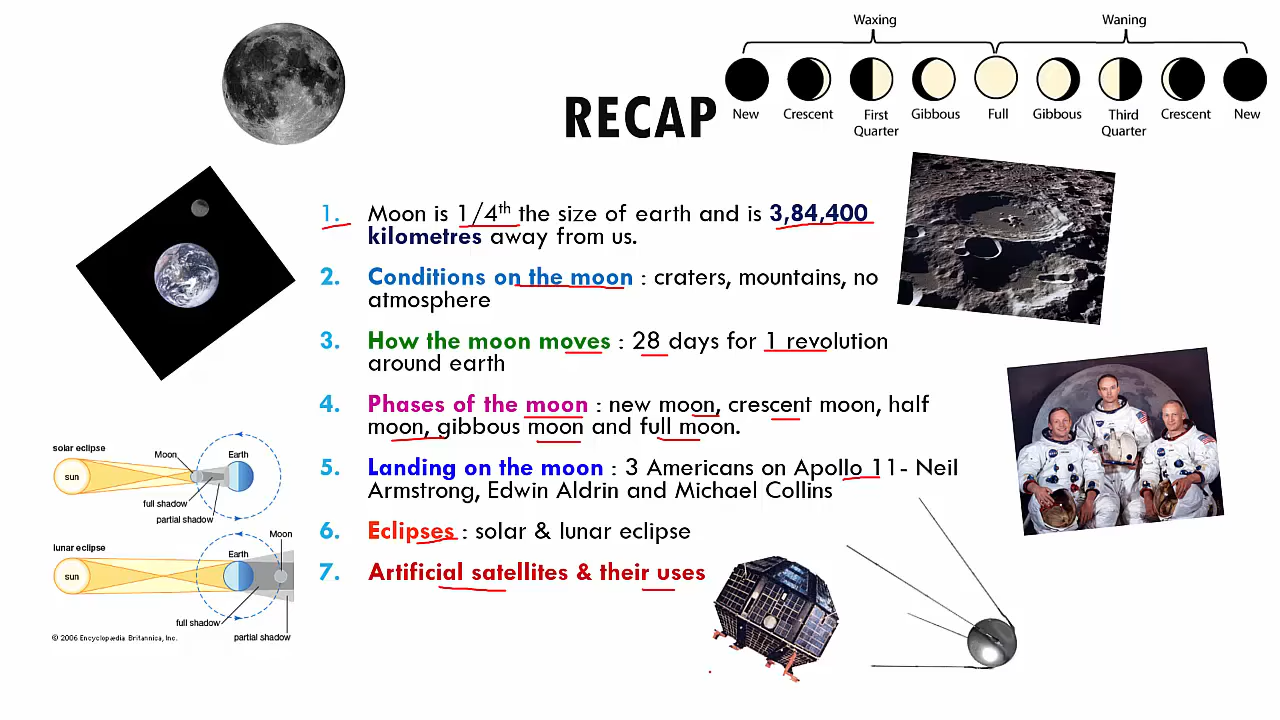 Waxing
Waning
New
Crescent
First
Quarter
Gibbous
Full
Gibbous
Third
Quarter
Crescent
New
RECAP
1. Moon is 1/4th the size of earth and is 3,84,400
kilometres away from us.
2. Conditions on the moon : craters, mountains, no
atmosphere
3. How the moon moves : 28 days for 1 revolution
around earth
4. Phases of the moon : new moon, crescent moon, half
moon, gibbous moon and full moon.
5. Landing on the moon : 3 Americans on Apollo 11- Neil
Armstrong, Edwin Aldrin and Michael Collins
6. Eclipses : solar & lunar eclipse
7. Artificial satellites & their uses
solar eclipse
Moon
Earth
sun
full shadow
partial shadow
lunar eclipse
Moon
Earth
sun
full shadow
partial shadow
© 2006 Encyclopædia Britannica, Inc.